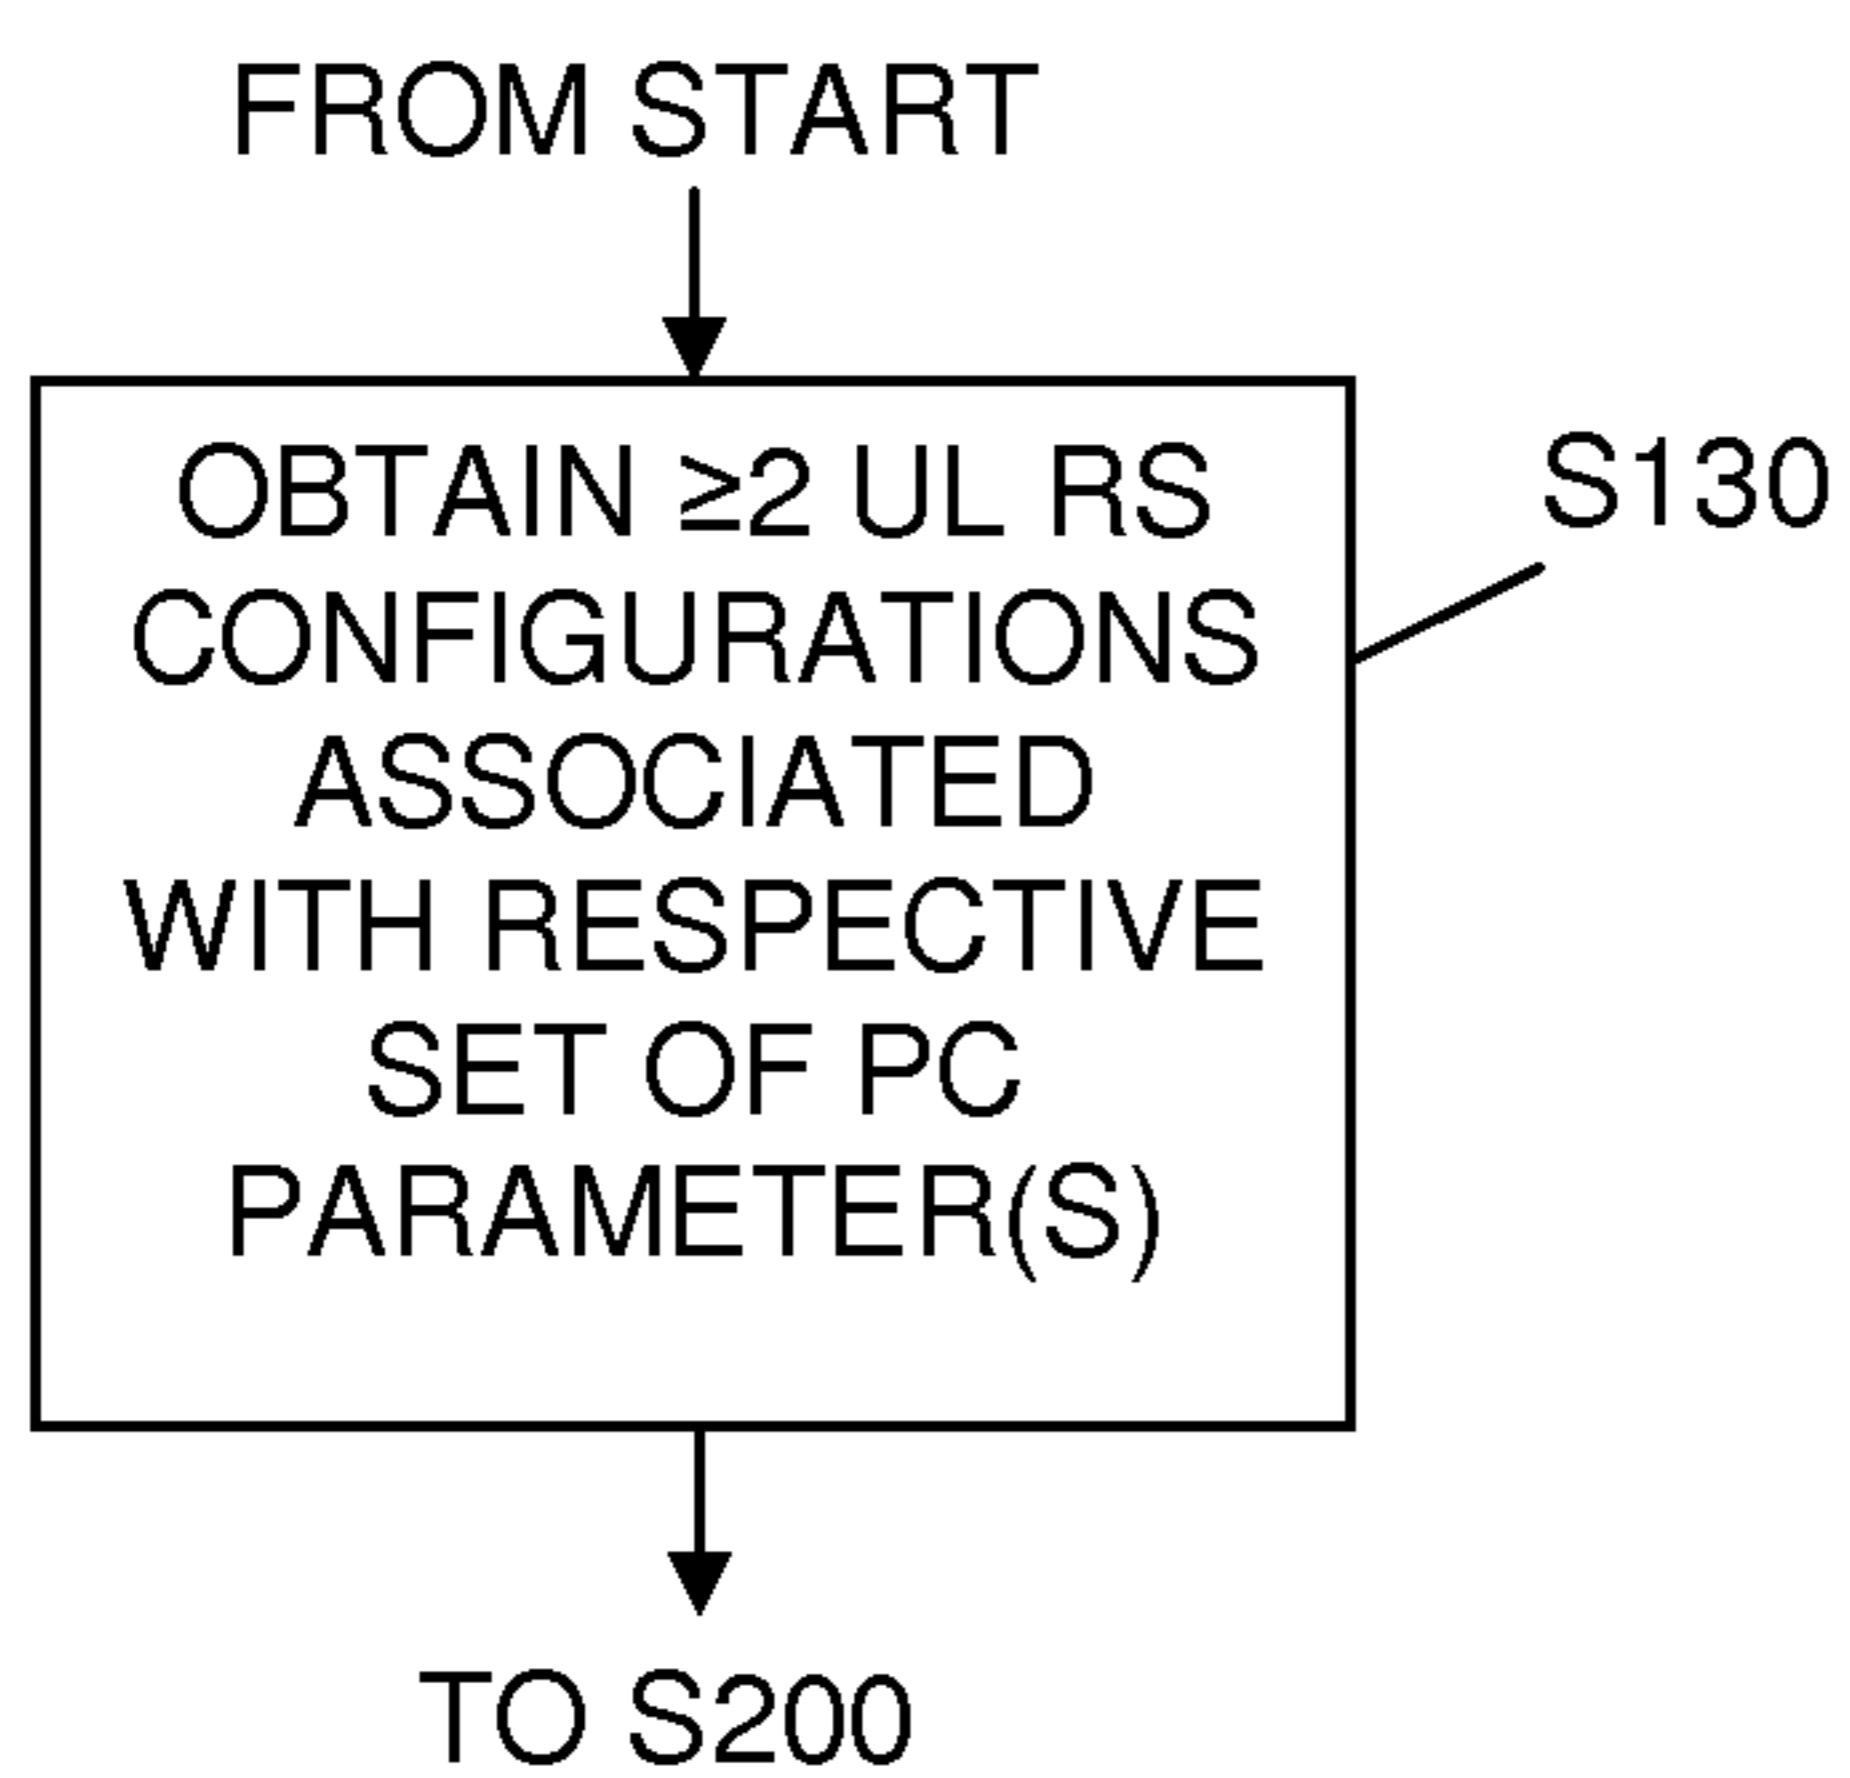 FROM START
OBTAIN ≥2 UL RS
CONFIGURATIONS
ASSOCIATED
WITH RESPECTIVE
SET OF PC
PARAMETER(S)
S130
TO S200